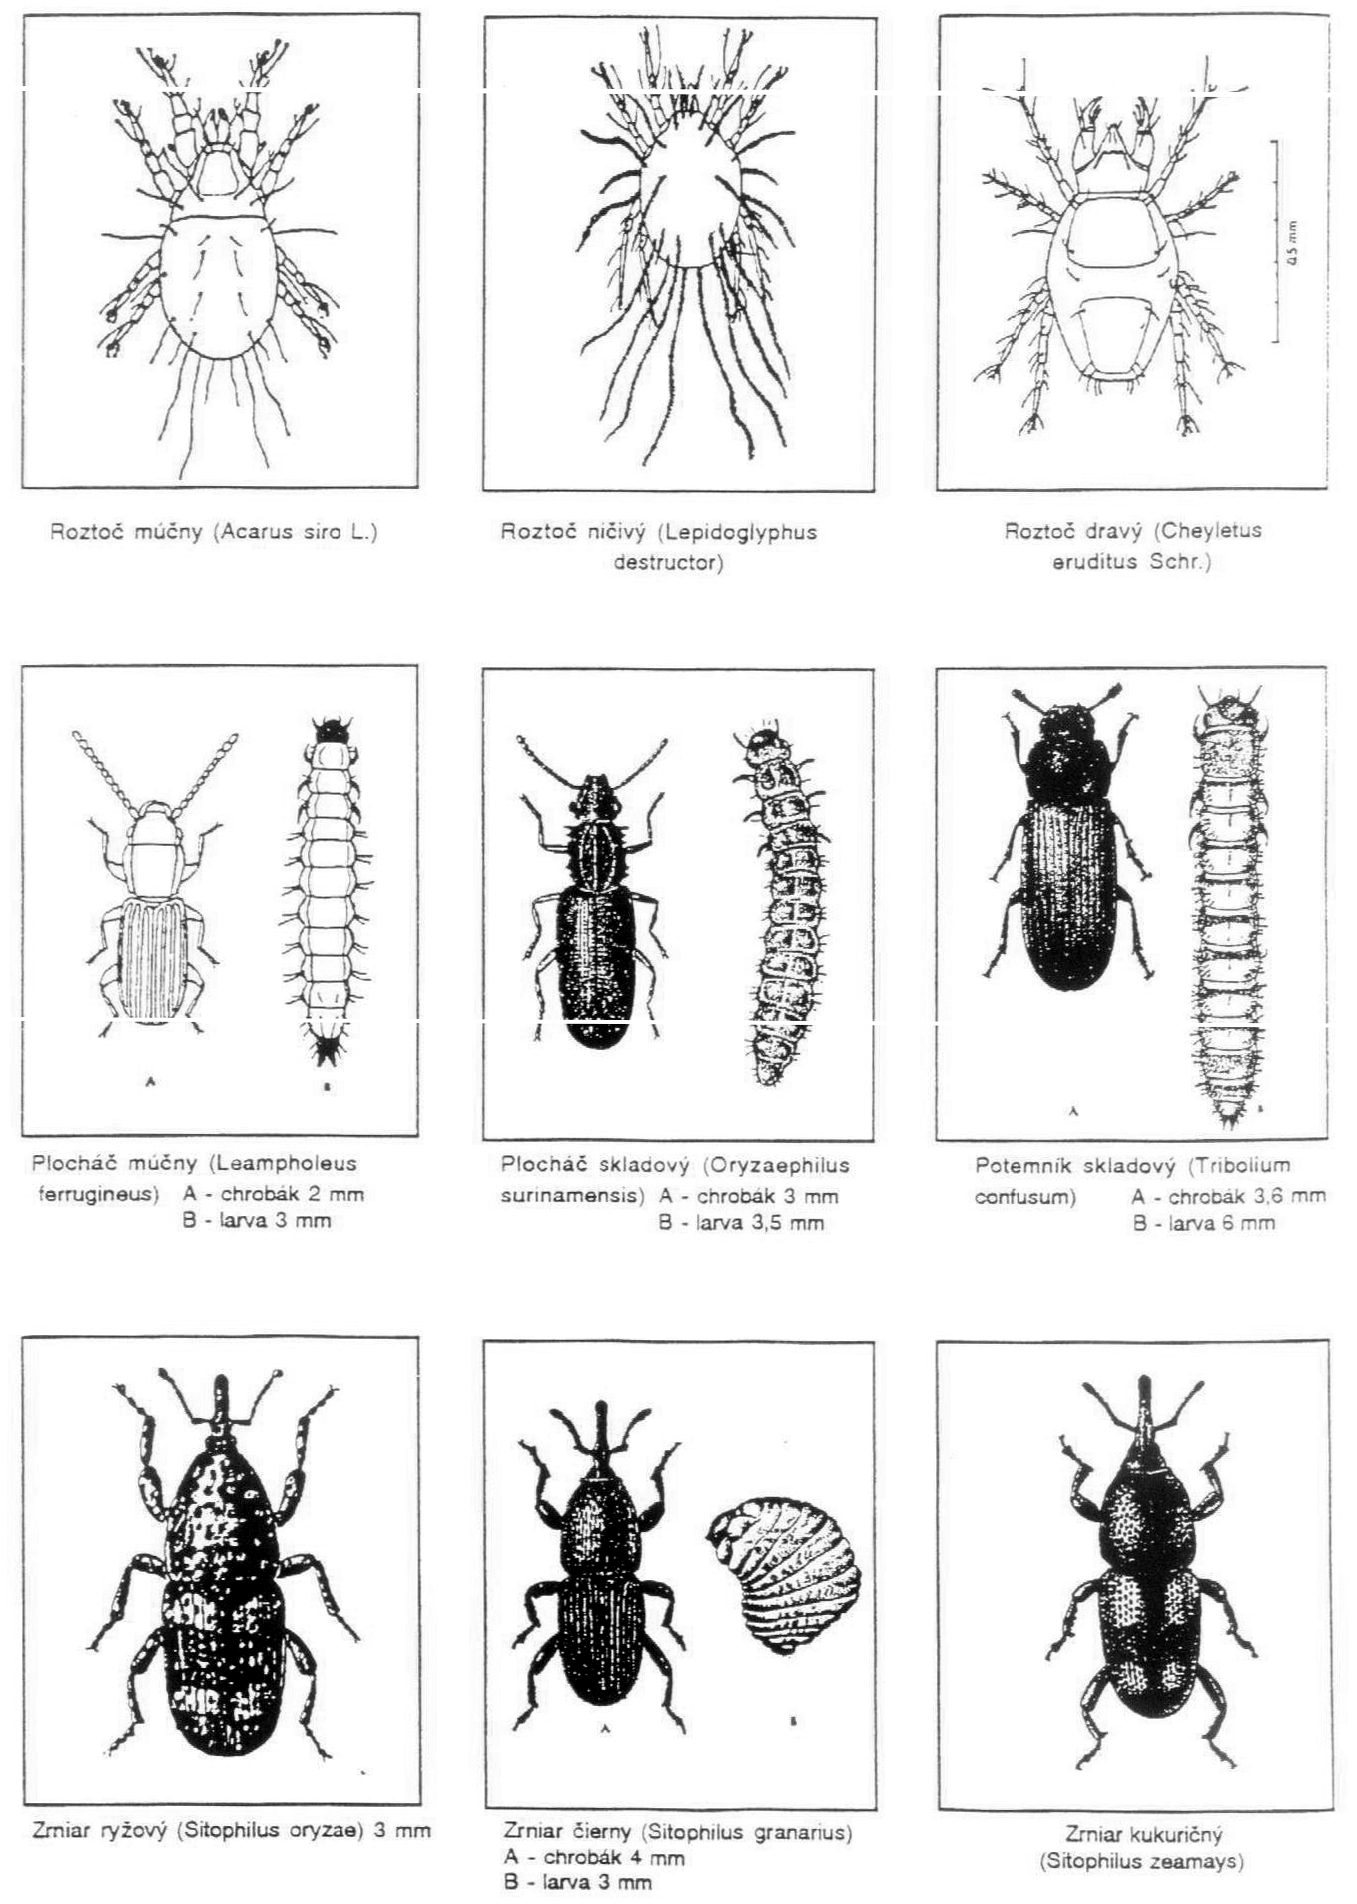 0,5 mm
Roztoč múčny (Acarus siro L.)
Roztoč ničivý (Lepidoglyphus
destructor)
Roztoč dravý (Cheyletus
eruditus Schr.)
A
B
A
B
Plocháč múčny (Leampholeus
ferrugineus) A - chrobák 2 mm
B - larva 3 mm
Plocháč skladový (Oryzaephilus
surinamensis) A - chrobák 3 mm
B - larva 3,5 mm
Potemník skladový (Tribolium
confusum) A - chrobák 3,6 mm
B - larva 6 mm
A
B
Zrniar ryžový (Sitophilus oryzae) 3 mm
Zrniar čierny (Sitophilus granarius)
A - chrobák 4 mm
B - larva 3 mm
Zrniar kukuričný
(Sitophilus zeamays)